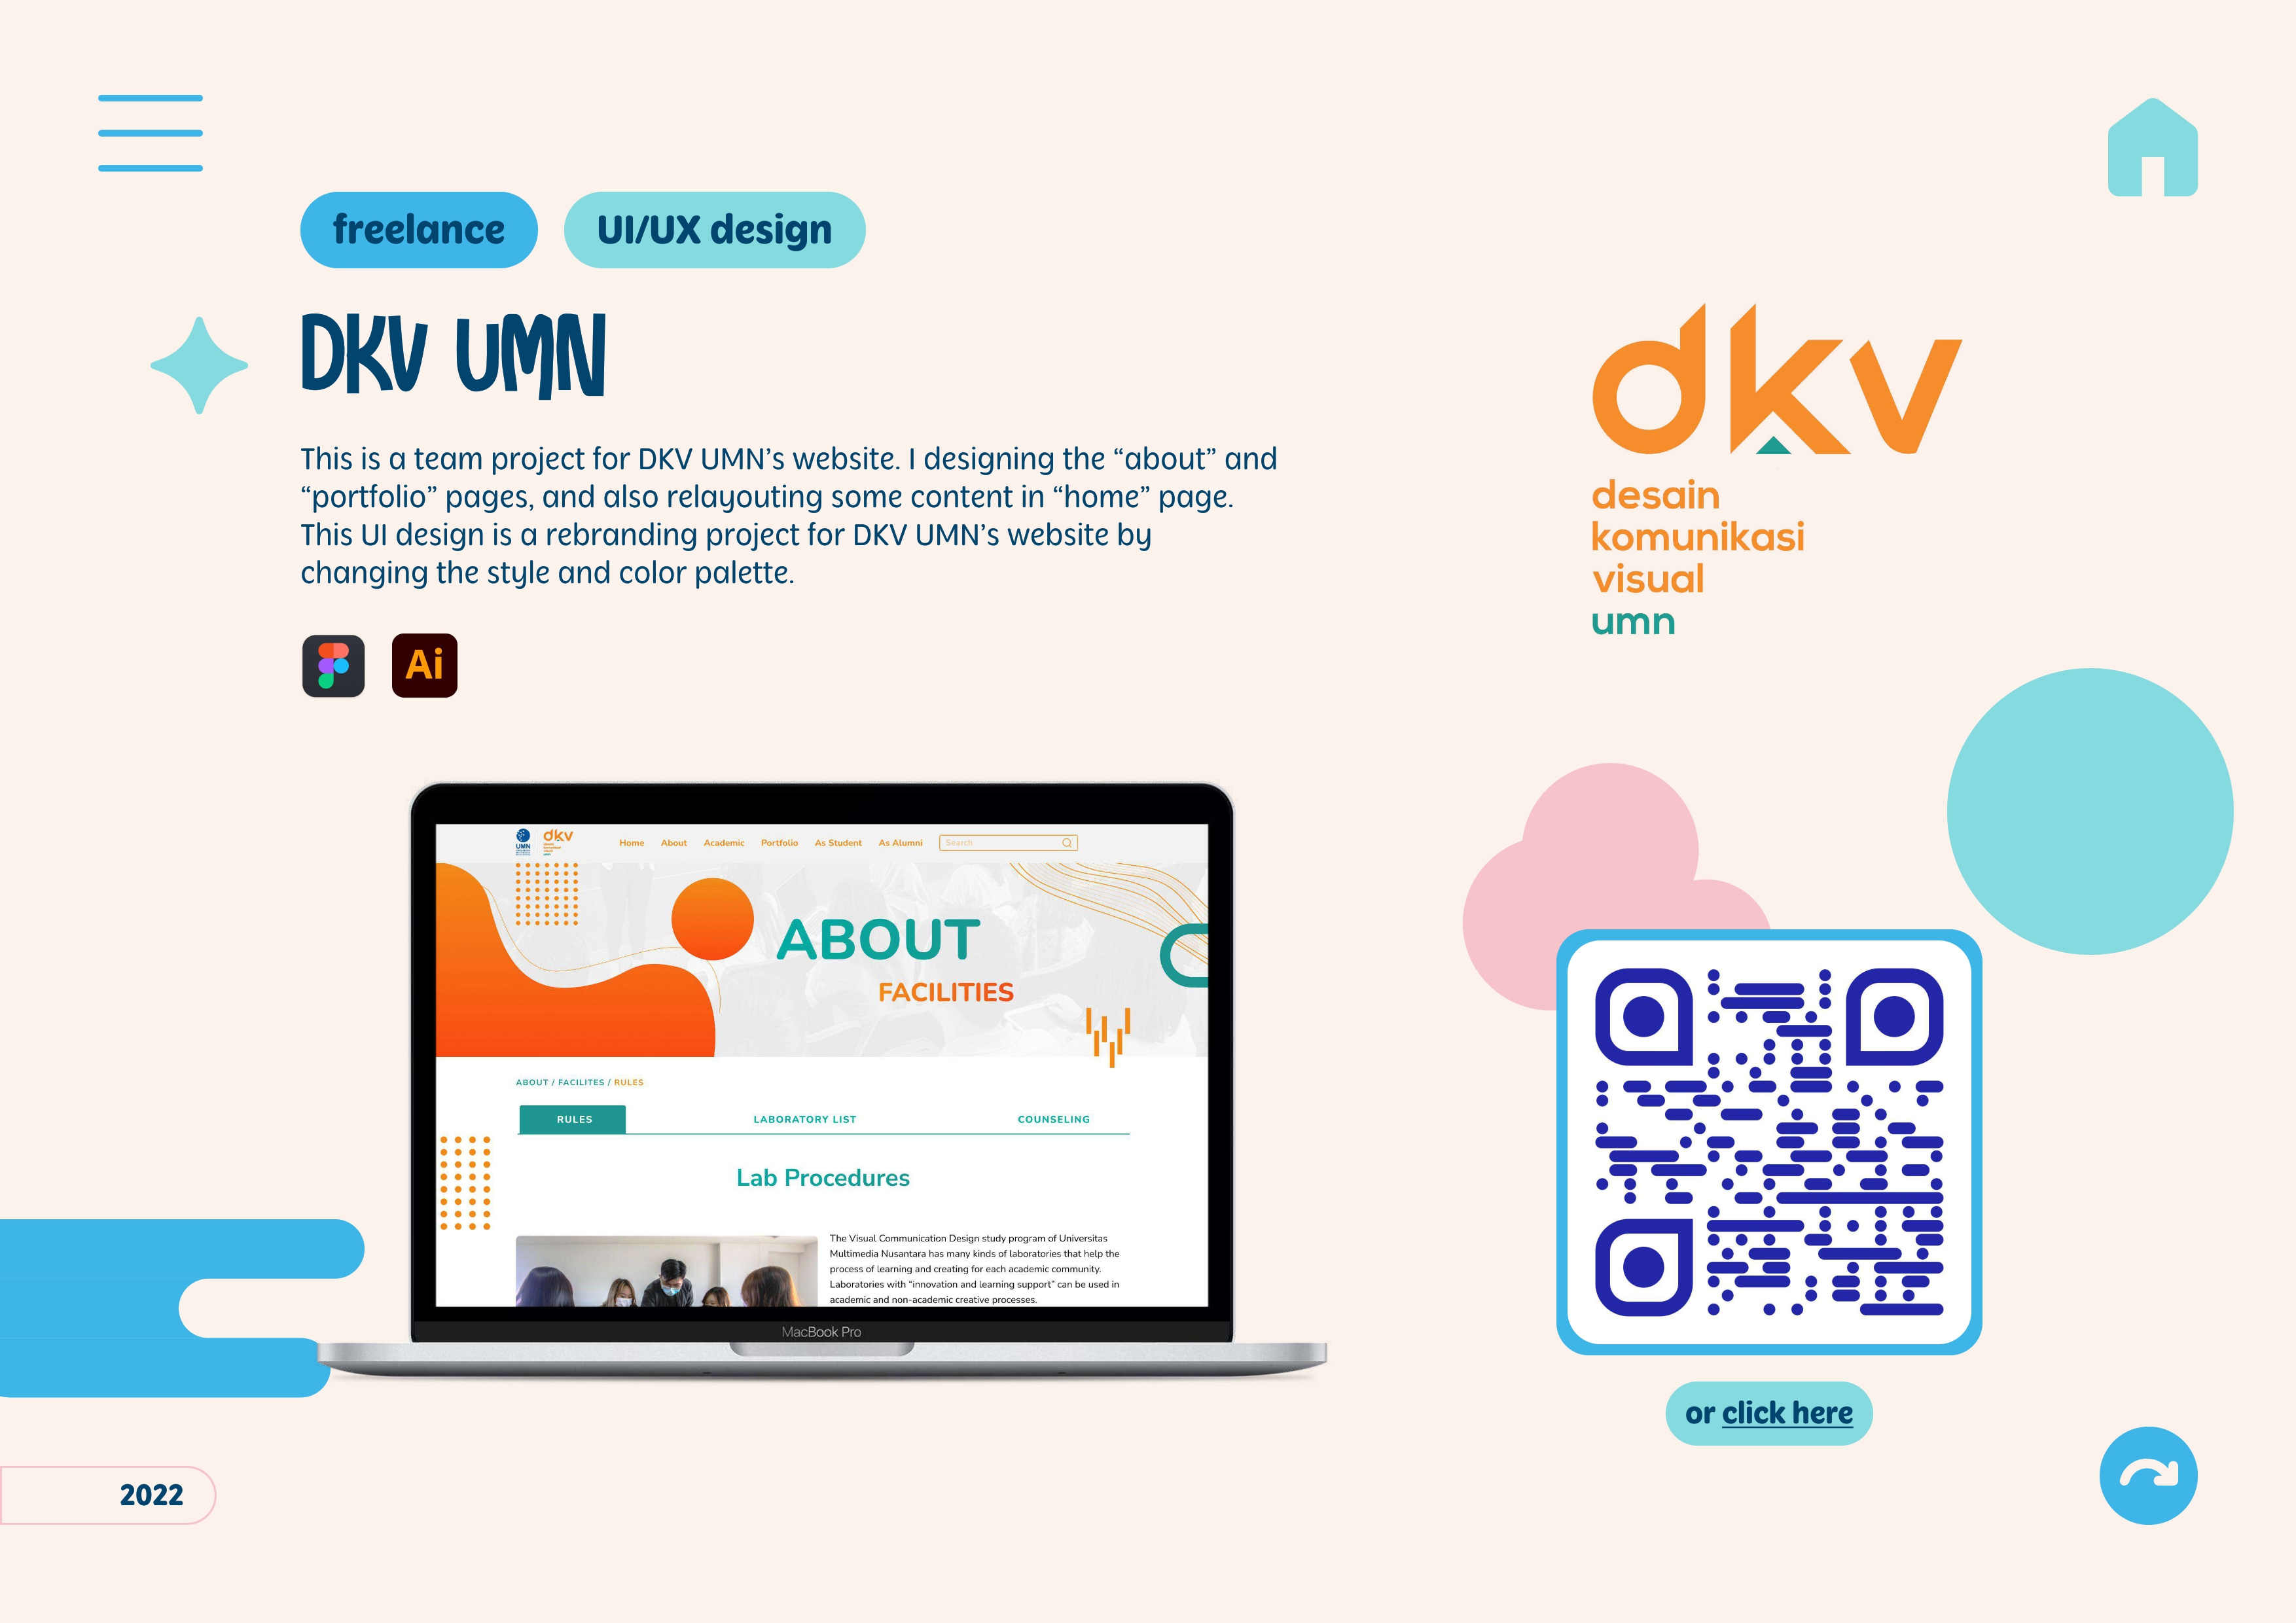 freelance
UI/UX design
DKV UMN
This is a team project for DKV UMN’s website. I designing the “about” and
“portfolio” pages, and also relayouting some content in “home” page.
This UI design is a rebranding project for DKV UMN’s website by
changing the style and color palette.
Ai
dkv
desain
komunikasi
visual
umn
UMN
dkv
Home About Academic Portfolio As Student As Alumni Search
ABOUT
FACILITIES
ABOUT / FACILITES / RULES
RULES LABORATORY LIST COUNSELING
Lab Procedures
The Visual Communication Design study program of Universitas
Multimedia Nusantara has many kinds of laboratories that help the
process of learning and creating for each academic community.
Laboratories with “innovation and learning support” can be used in
academic and non-academic creative processes.
MacBook Pro
or click here
2022